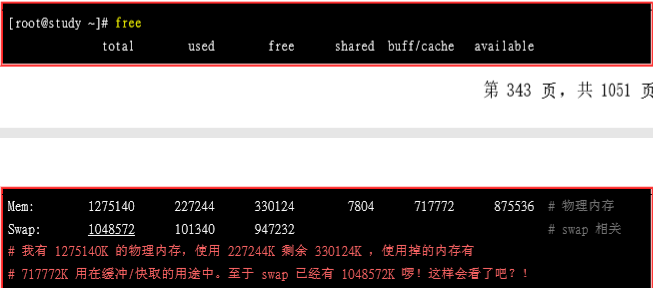 [root@study ~]# free
total used free shared buff/cache available
第 343 页，共 1051 页
Mem: 1275140 227244 330124 7804 717772 875536 # 物理内存
Swap: 1048572 101340 947232 # swap 相关
# 我有 1275140K 的物理内存，使用 227244K 剩余 330124K ，使用掉的内存有
# 717772K 用在缓冲/快取的用途中。至于 swap 已经有 1048572K 啰！这样会看了吧？！